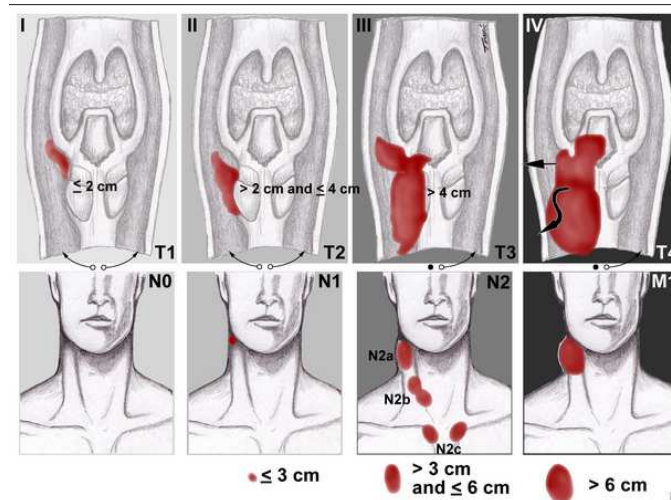 I
II
III
IV
≤ 2 cm
> 2 cm and ≤ 4 cm
> 4 cm
T1
T2
T3
T4
N0
N1
N2
M1
N2a
N2b
N2c
≤ 3 cm
> 3 cm
and ≤ 6 cm
> 6 cm